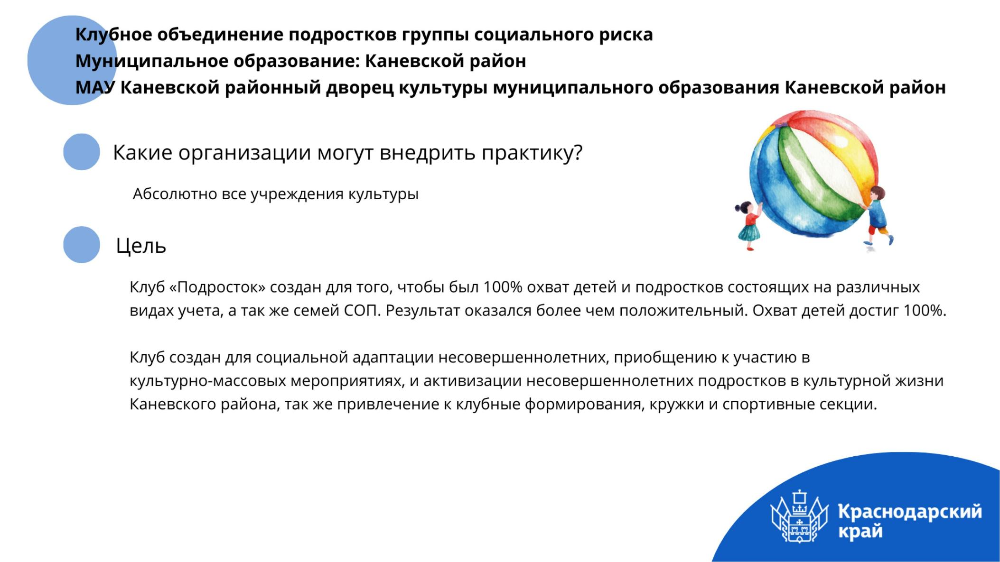 Клубное объединение подростков группы социального риска
Муниципальное образование: Каневской район
МАУ Каневской районный дворец культуры муниципального образования Каневской район
Какие организации могут внедрить практику?
Абсолютно все учреждения культуры
Цель
Клуб «Подросток» создан для того, чтобы был 100% охват детей и подростков состоящих на различных
видах учета, а так же семей СОП. Результат оказался более чем положительный. Охват детей достиг 100%.
Клуб создан для социальной адаптации несовершеннолетних, приобщению к участию в
культурно-массовых мероприятиях, и активизации несовершеннолетних подростков в культурной жизни
Каневского района, так же привлечение к клубные формирования, кружки и спортивные секции.
Краснодарский
край